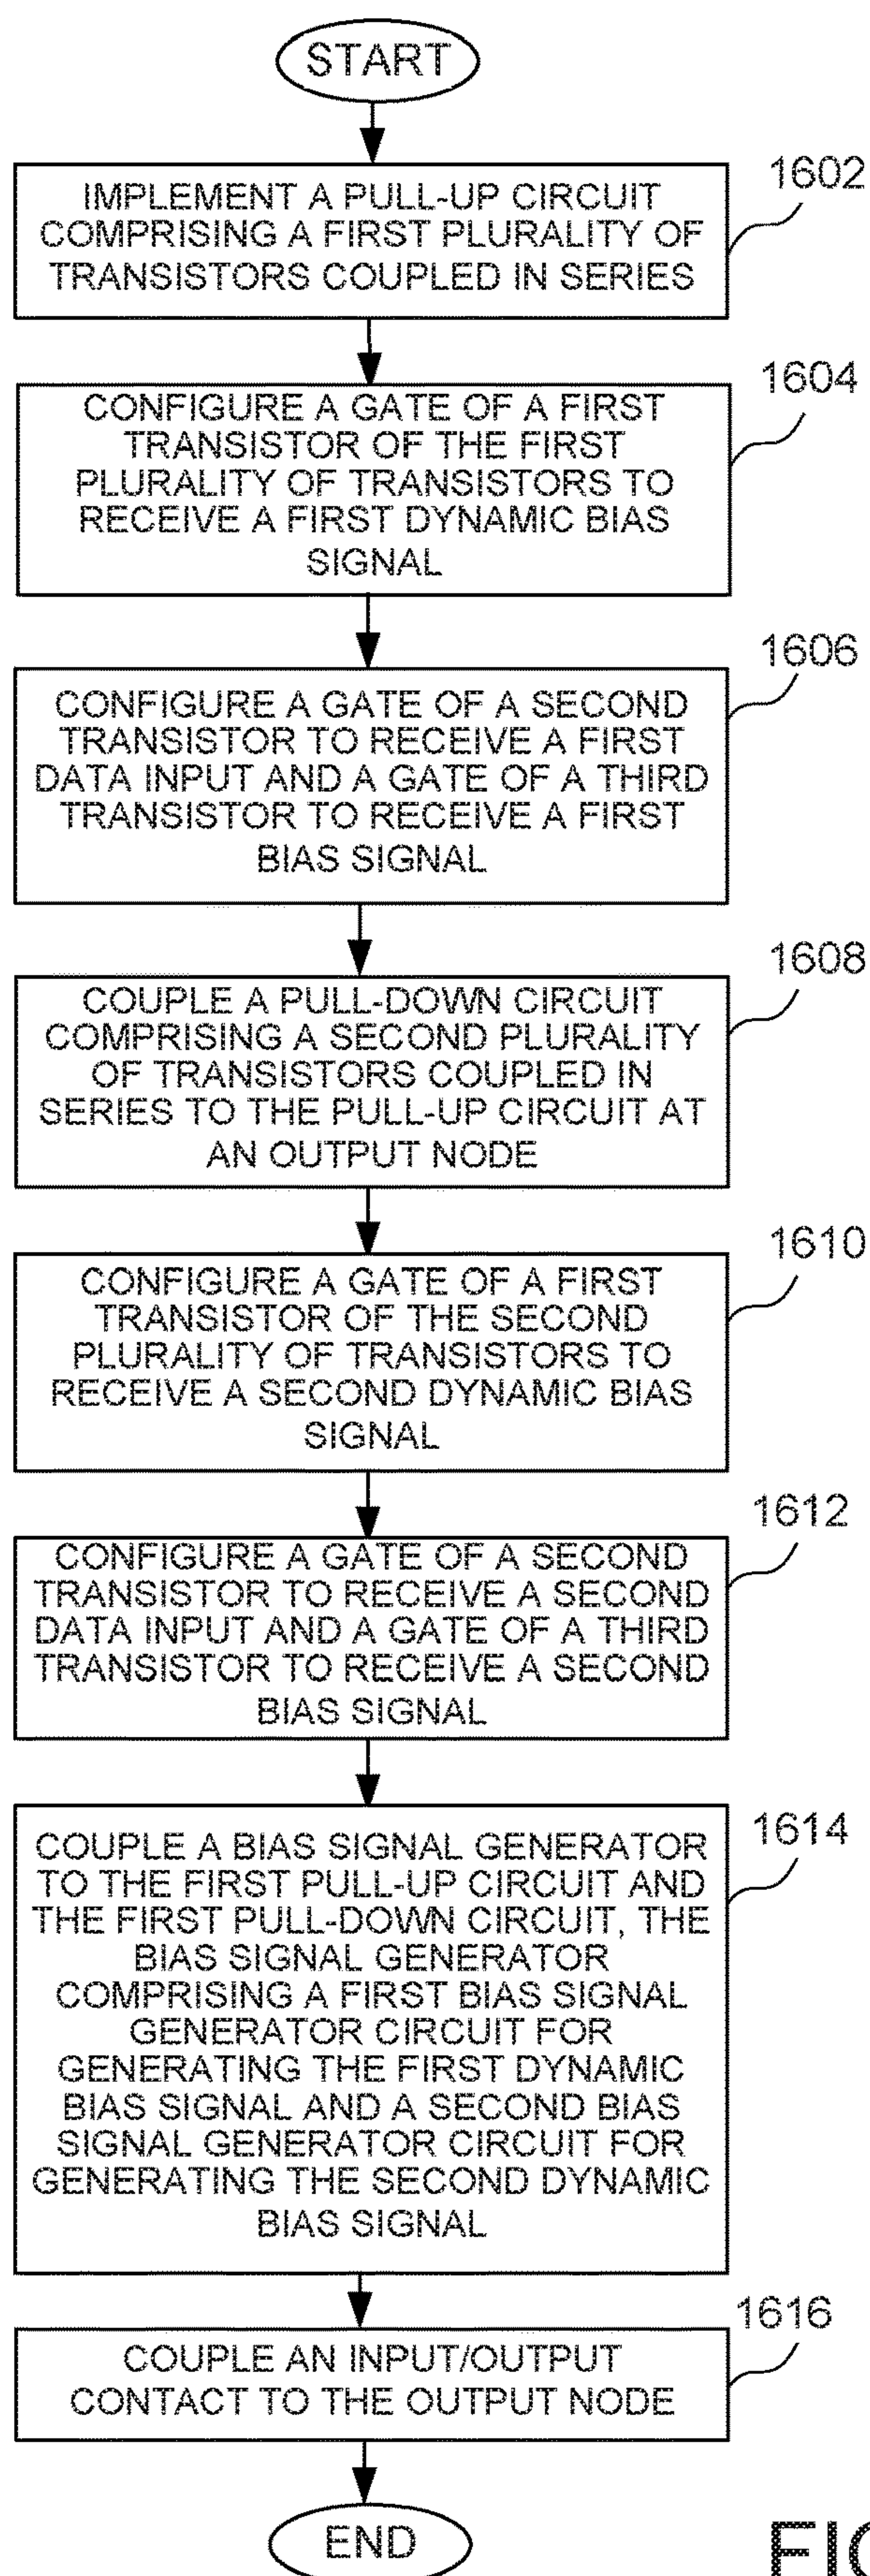 START
1602
IMPLEMENT A PULL-UP CIRCUIT
COMPRISING A FIRST PLURALITY OF
TRANSISTORS COUPLED IN SERIES
1604
CONFIGURE A GATE OF A FIRST
TRANSISTOR OF THE FIRST
PLURALITY OF TRANSISTORS TO
RECEIVE A FIRST DYNAMIC BIAS
SIGNAL
1606
CONFIGURE A GATE OF A SECOND
TRANSISTOR TO RECEIVE A FIRST
DATA INPUT AND A GATE OF A THIRD
TRANSISTOR TO RECEIVE A FIRST
BIAS SIGNAL
1608
COUPLE A PULL-DOWN CIRCUIT
COMPRISING A SECOND PLURALITY
OF TRANSISTORS COUPLED IN
SERIES TO THE PULL-UP CIRCUIT AT
AN OUTPUT NODE
1610
CONFIGURE A GATE OF A FIRST
TRANSISTOR OF THE SECOND
PLURALITY OF TRANSISTORS TO
RECEIVE A SECOND DYNAMIC BIAS
SIGNAL
1612
CONFIGURE A GATE OF A SECOND
TRANSISTOR TO RECEIVE A SECOND
DATA INPUT AND A GATE OF A THIRD
TRANSISTOR TO RECEIVE A SECOND
BIAS SIGNAL
1614
COUPLE A BIAS SIGNAL GENERATOR
TO THE FIRST PULL-UP CIRCUIT AND
THE FIRST PULL-DOWN CIRCUIT, THE
BIAS SIGNAL GENERATOR
COMPRISING A FIRST BIAS SIGNAL
GENERATOR CIRCUIT FOR
GENERATING THE FIRST DYNAMIC
BIAS SIGNAL AND A SECOND BIAS
SIGNAL GENERATOR CIRCUIT FOR
GENERATING THE SECOND DYNAMIC
BIAS SIGNAL
1616
COUPLE AN INPUT/OUTPUT
CONTACT TO THE OUTPUT NODE
END